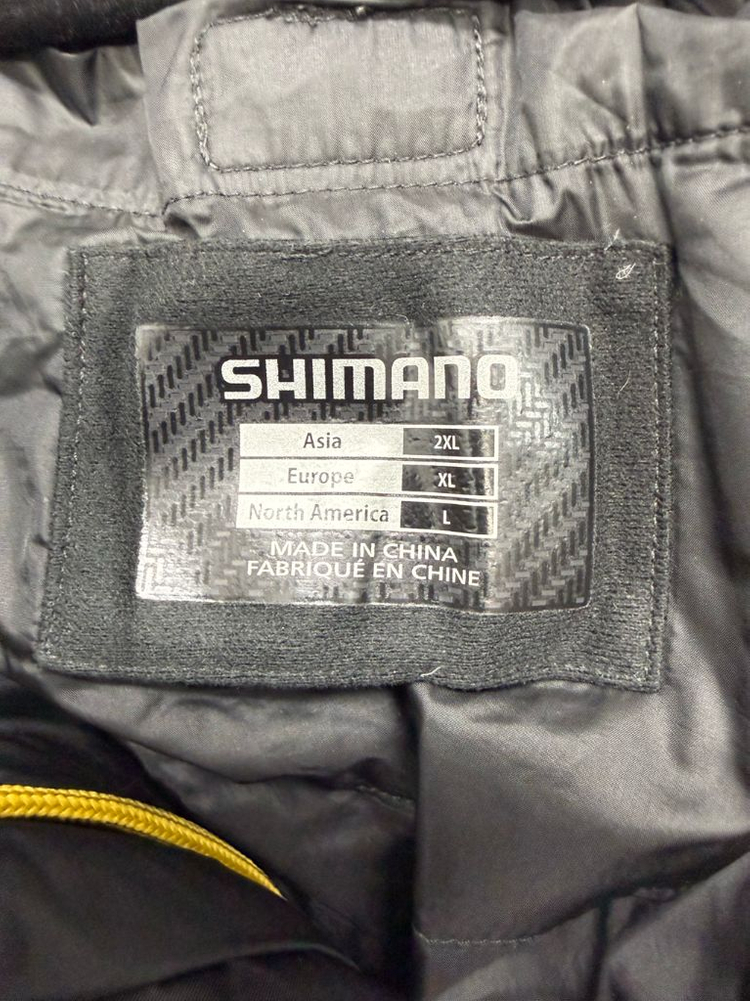 SHIMANO
Asia 2XL
Europe XL
North America L
MADE IN CHINA
FABRIQUÉ EN CHINE